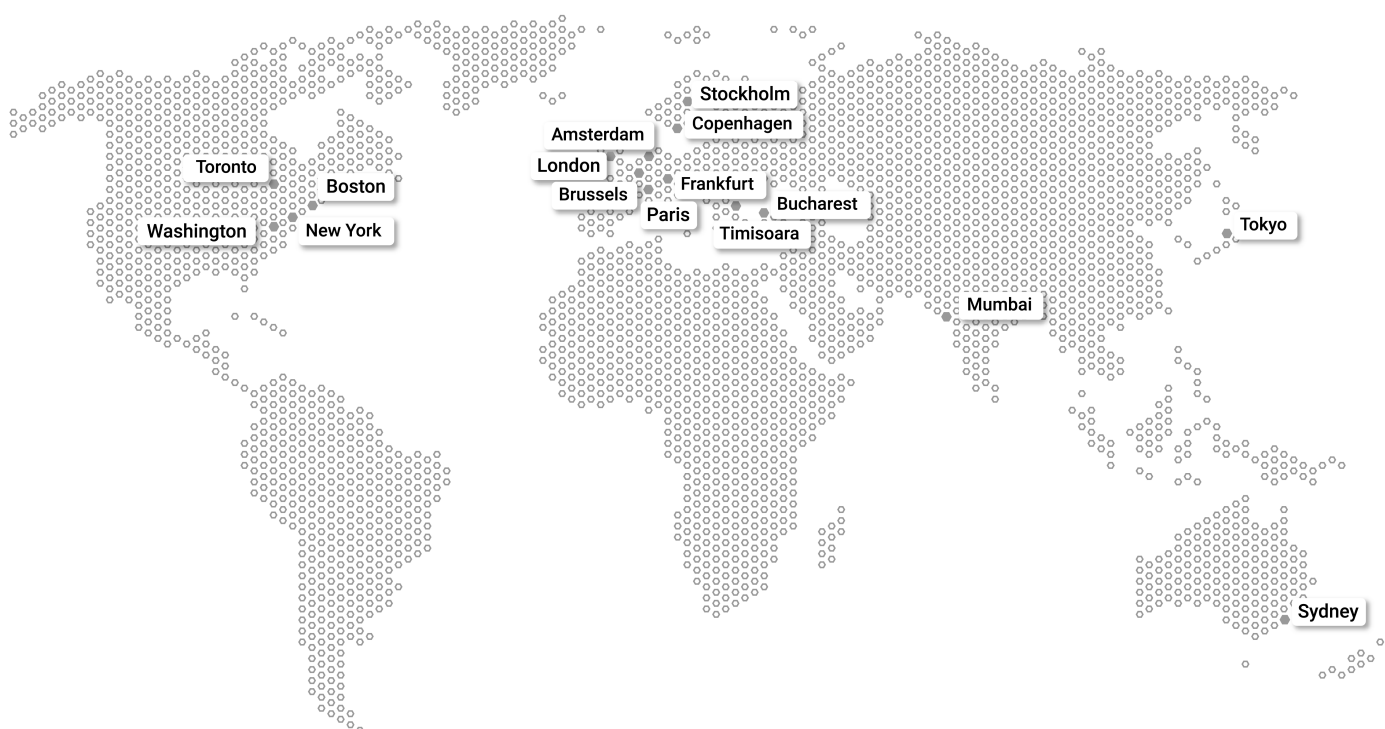 Stockholm
Copenhagen
Amsterdam
London
Toronto
Frankfurt
Boston
Brussels
Bucharest
Paris
Tokyo
Washington
New York
Timisoara
Mumbai
Sydney